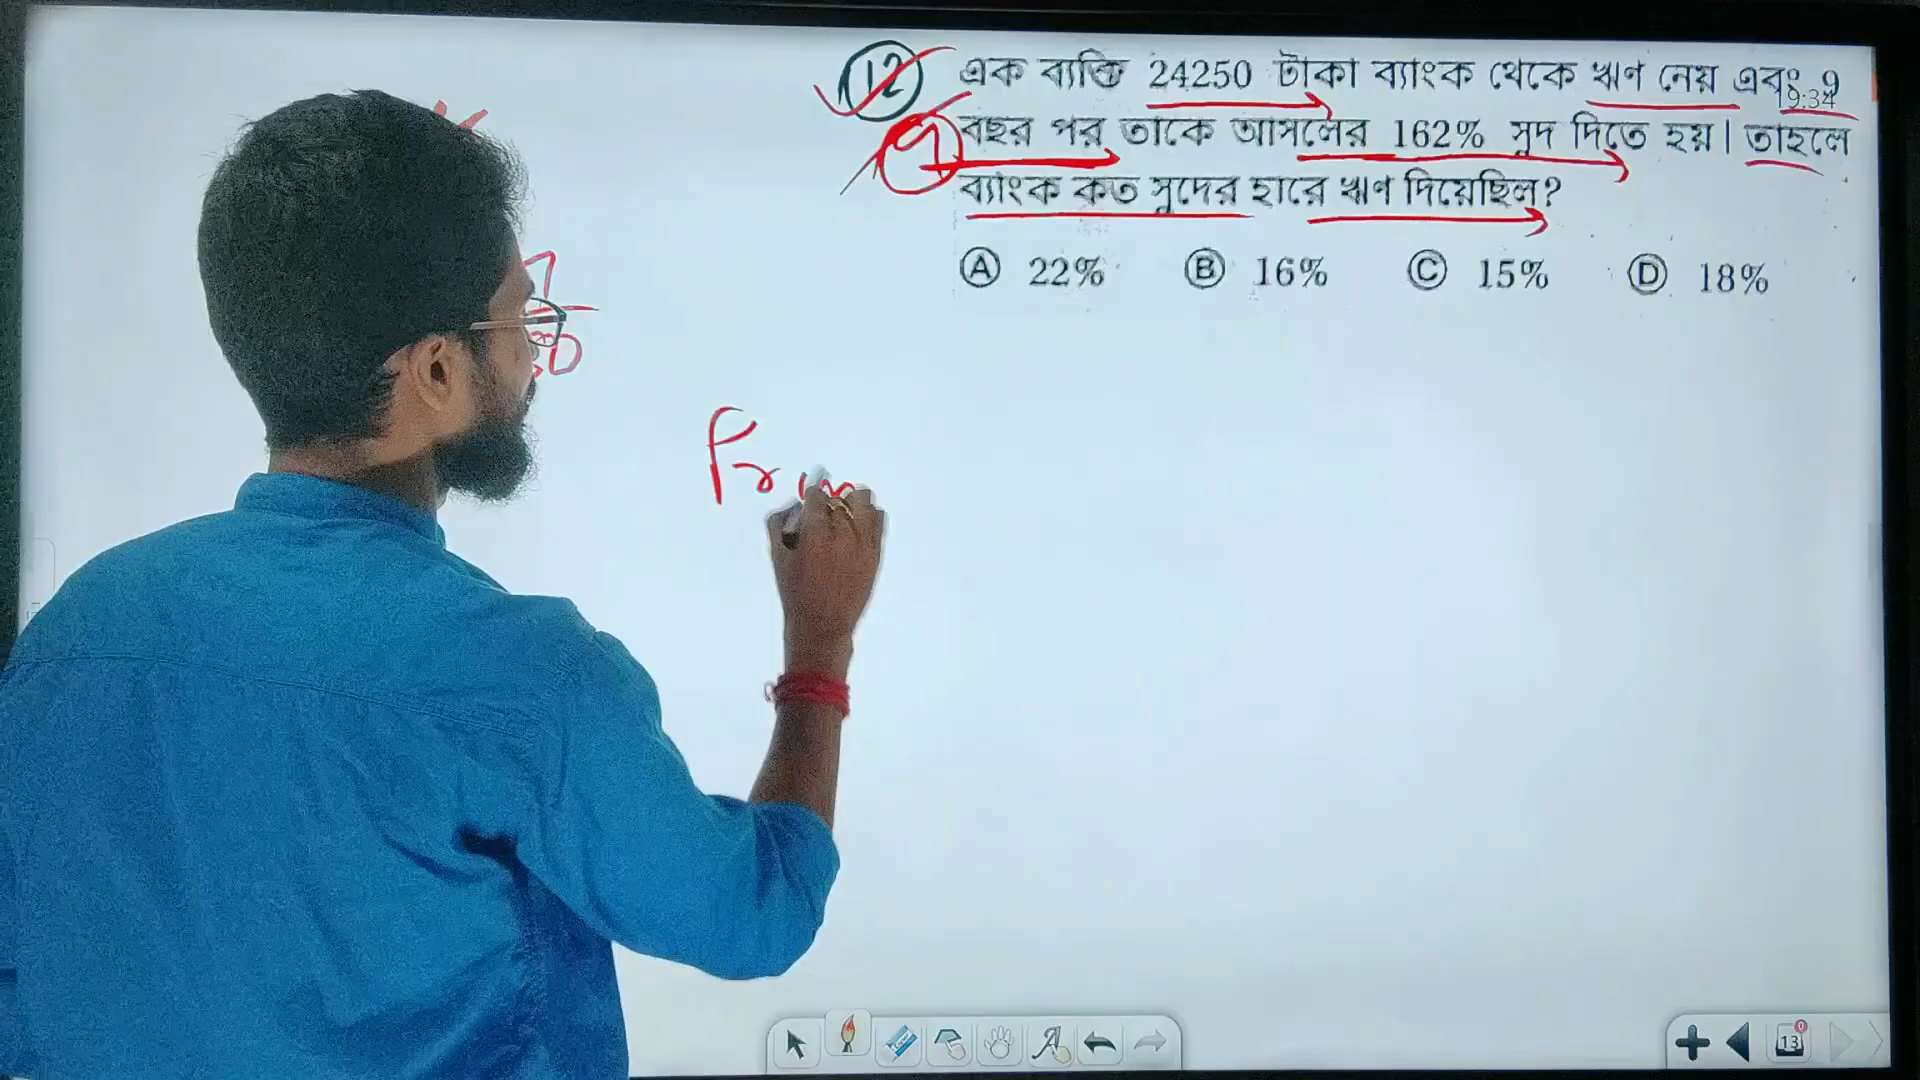 12 এক ব্যক্তি 24250 টাকা ব্যাংক থেকে ঋণ নেয় এবং 9
বছর পর তাকে আসলের 162% সুদ দিতে হয়। তাহলে
ব্যাংক কত সুদের হারে ঋণ দিয়েছিল?
Ⓐ 22% Ⓑ 16% Ⓒ 15% Ⓓ 18%
9:34
Prin
13